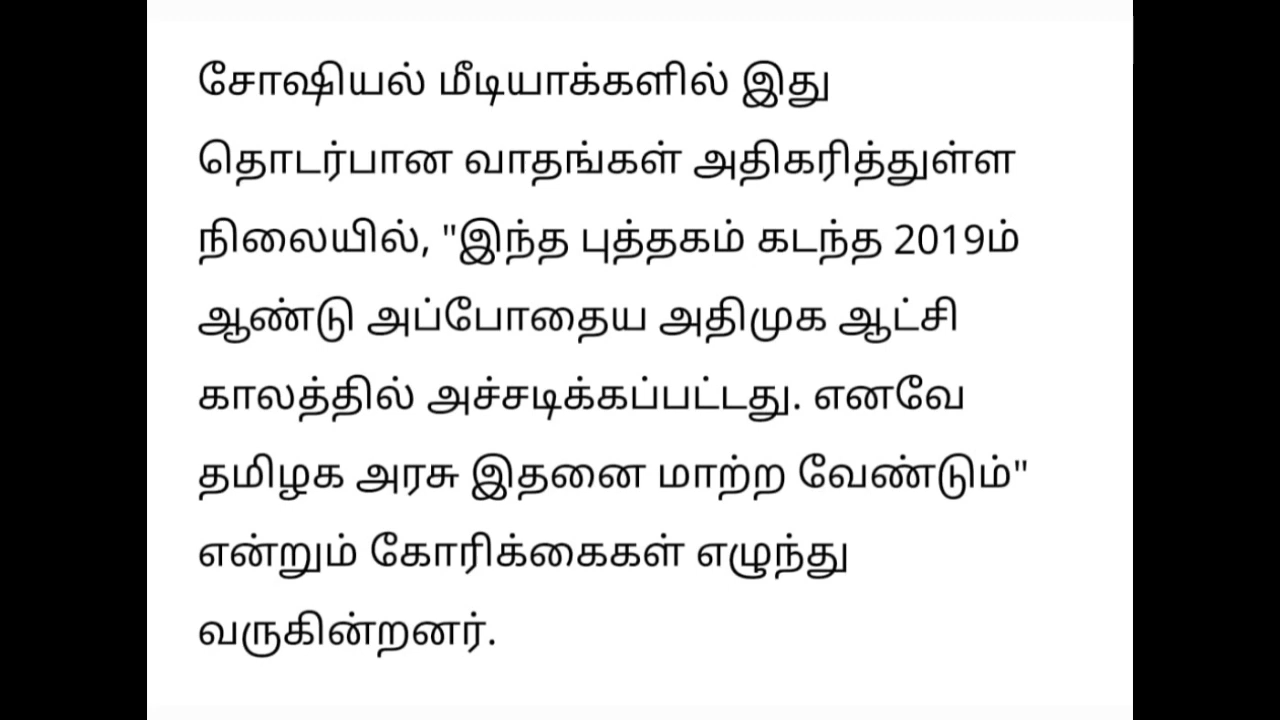 சோஷியல் மீடியாக்களில் இது
தொடர்பான வாதங்கள் அதிகரித்துள்ள
நிலையில், "இந்த புத்தகம் கடந்த 2019ம்
ஆண்டு அப்போதைய அதிமுக ஆட்சி
காலத்தில் அச்சடிக்கப்பட்டது. எனவே
தமிழக அரசு இதனை மாற்ற வேண்டும்"
என்றும் கோரிக்கைகள் எழுந்து
வருகின்றனர்.